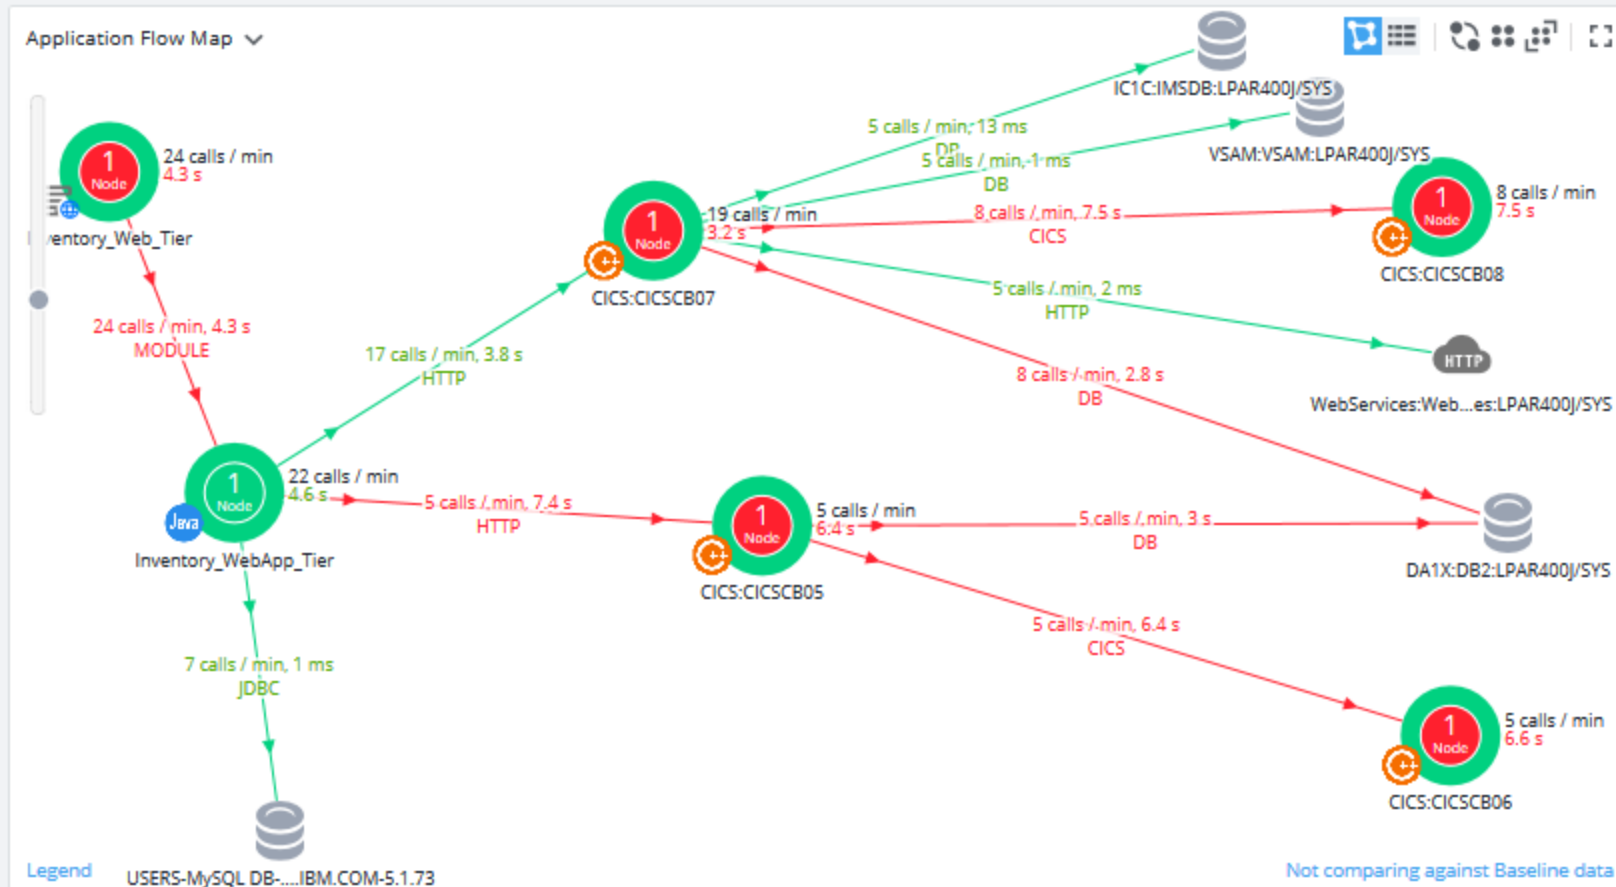 Application Flow Map
HTTP
IC1C:IMSDB:LPAR400J/SYS
VSAM:VSAM:LPAR400J/SYS
1
Node
24 calls / min
4.3 s
ventory_Web_Tier
24 calls / min, 4.3 s
MODULE
5 calls / min, 13 ms
DB
5 calls / min, 1 ms
DB
1
Node
19 calls / min
3.2 s
CICS:CICSCB07
8 calls / min, 7.5 s
CICS
1
Node
8 calls / min
7.5 s
CICS:CICSCB08
5 calls / min, 2 ms
HTTP
WebServices:Web...es:LPAR400J/SYS
17 calls / min, 3.8 s
HTTP
8 calls / min, 2.8 s
DB
1
Node
22 calls / min
4.6 s
Java
Inventory_WebApp_Tier
5 calls / min, 7.4 s
HTTP
1
Node
5 calls / min
6.4 s
CICS:CICSCB05
5 calls / min, 3 s
DB
DA1X:DB2:LPAR400J/SYS
5 calls / min, 6.4 s
CICS
7 calls / min, 1 ms
JDBC
1
Node
5 calls / min
6.6 s
CICS:CICSCB06
USERS-MySQL DB-....IBM.COM-5.1.73
Legend
Not comparing against Baseline data